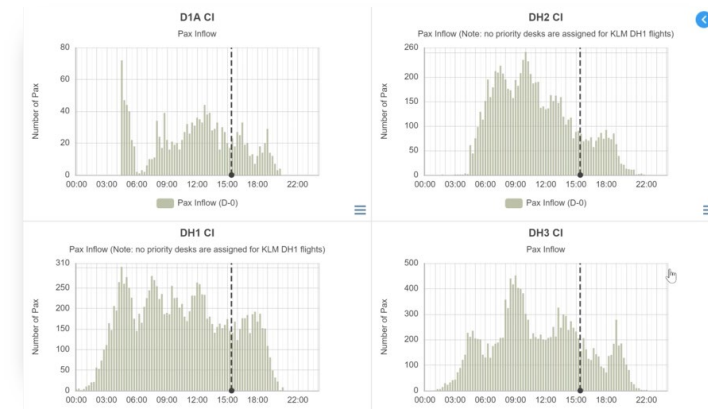 D1A CI
Pax Inflow
Number of Pax
80
60
40
20
0
00:00 03:00 06:00 09:00 12:00 15:00 18:00 22:00
Pax Inflow (D-0)
DH2 CI
Pax Inflow (Note: no priority desks are assigned for KLM DH1 flights)
Number of Pax
260
200
150
100
50
0
00:00 03:00 06:00 09:00 12:00 15:00 18:00 22:00
Pax Inflow (D-0)
DH1 CI
Pax Inflow (Note: no priority desks are assigned for KLM DH1 flights)
Number of Pax
310
250
200
150
100
50
0
00:00 03:00 06:00 09:00 12:00 15:00 18:00 22:00
DH3 CI
Pax Inflow
Number of Pax
500
400
300
200
100
0
00:00 03:00 06:00 09:00 12:00 15:00 18:00 22:00